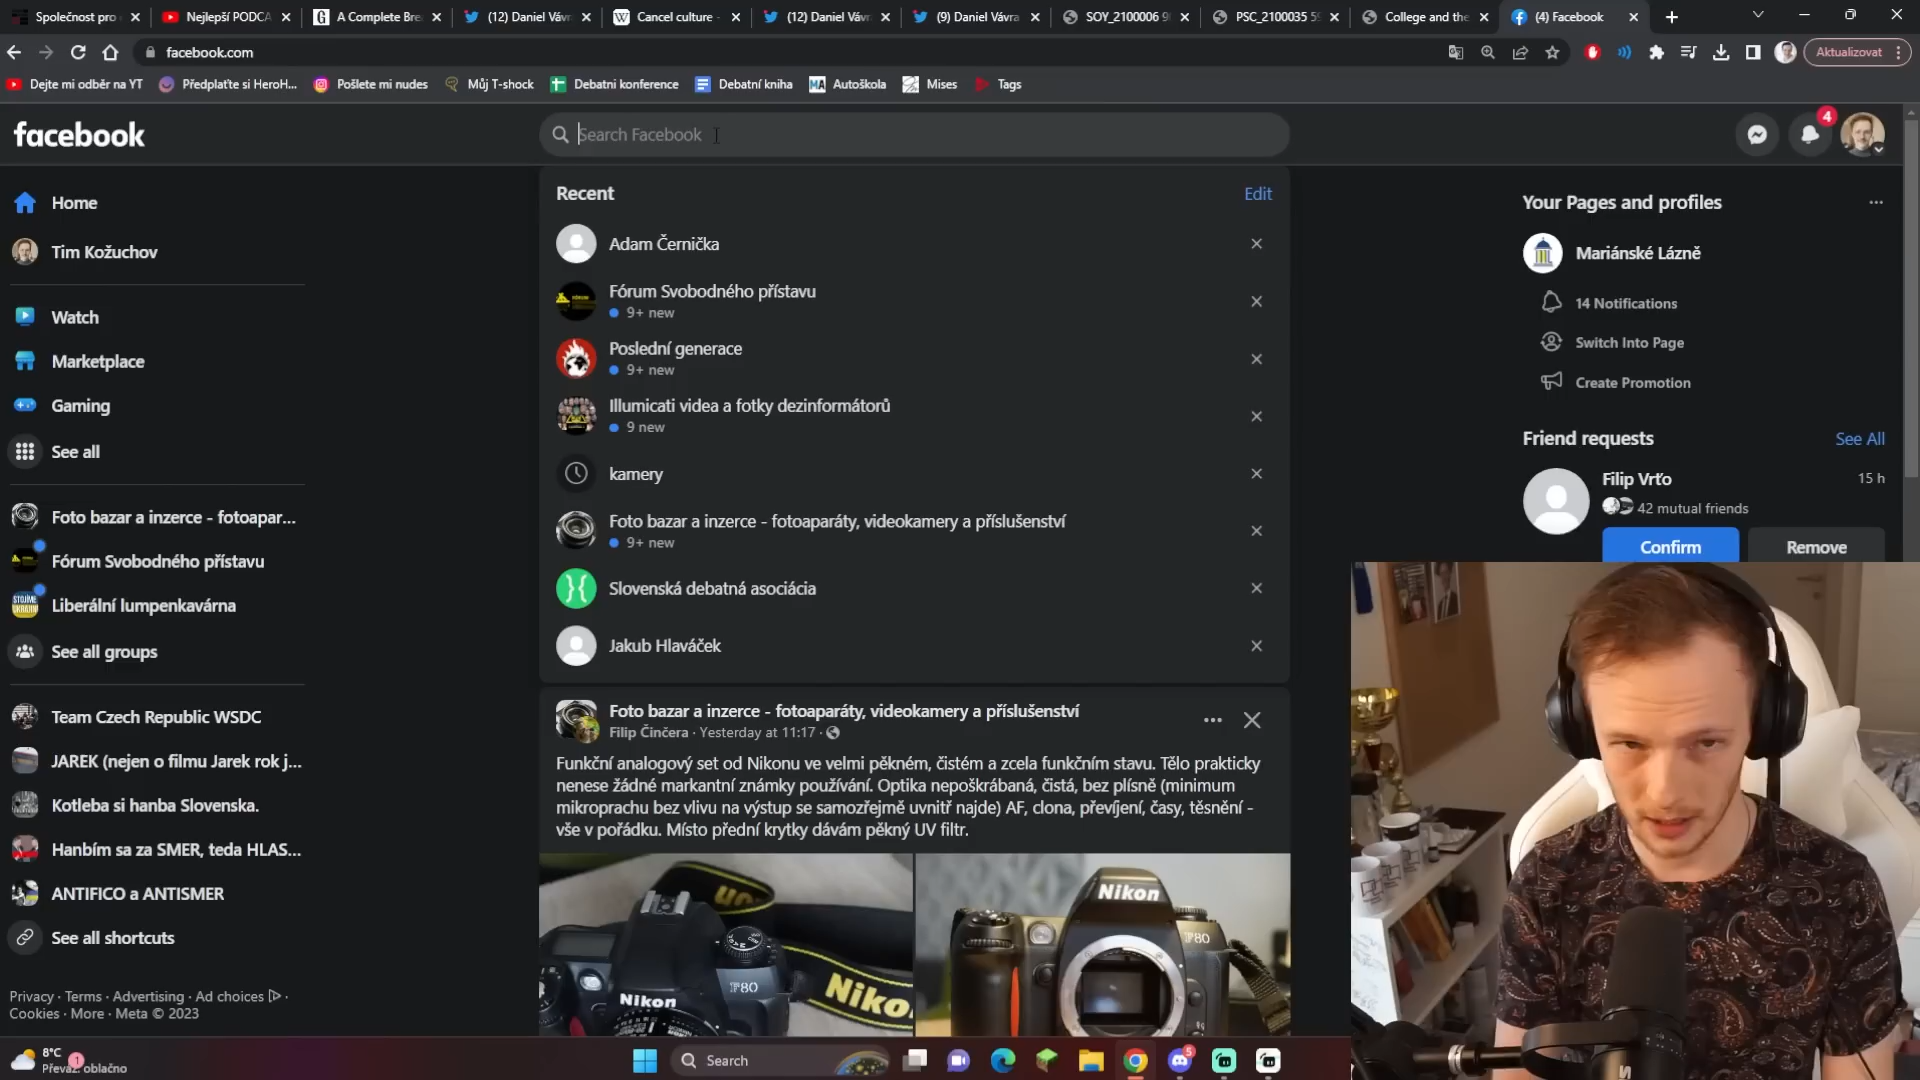 Společnost pro
Nejlepší PODCA
A Complete Bre
(12) Daniel Vávr
Cancel culture -
(12) Daniel Vávr
(9) Daniel Vávra
SOY_2100006 9
PSC_2100035 59
College and the
(4) Facebook
facebook.com
Aktualizovat
Dejte mi odběr na YT
Předplaťte si HeroH...
Pošlete mi nudes
Můj T-shock
Debatni konference
Debatní kniha
Autoškola
Mises
Tags
facebook
Search Facebook
4
Home
Tim Kožuchov
Watch
Marketplace
Gaming
See all
Foto bazar a inzerce - fotoapar...
Fórum Svobodného přístavu
Liberální lumpenkavárna
See all groups
Team Czech Republic WSDC
JAREK (nejen o filmu Jarek rok j...
Kotleba si hanba Slovenska.
Hanbím sa za SMER, teda HLAS...
ANTIFICO a ANTISMER
See all shortcuts
Privacy · Terms · Advertising · Ad choices ·
Cookies · More · Meta © 2023
Recent
Edit
Adam Černička
Fórum Svobodného přístavu
9+ new
Poslední generace
9+ new
Illumicati videa a fotky dezinformátorů
9 new
kamery
Foto bazar a inzerce - fotoaparáty, videokamery a příslušenství
9+ new
Slovenská debatná asociácia
Jakub Hlaváček
Foto bazar a inzerce - fotoaparáty, videokamery a příslušenství
Filip Činčera · Yesterday at 11:17 ·
Funkční analogový set od Nikonu ve velmi pěkném, čistém a zcela funkčním stavu. Tělo prakticky
nenese žádné markantní známky používání. Optika nepoškrábaná, čistá, bez plísně (minimum
mikroprachu bez vlivu na výstup se samozřejmě uvnitř najde) AF, clona, převíjení, časy, těsnění -
vše v pořádku. Místo přední krytky dávám pěkný UV filtr.
Nikon
F80
Nikon
Nikon
F80
Your Pages and profiles
Mariánské Lázně
14 Notifications
Switch Into Page
Create Promotion
Friend requests
See All
Filip Vrťo
15 h
42 mutual friends
Confirm
Remove
8°C
1
Převáž. oblačno
Search
5